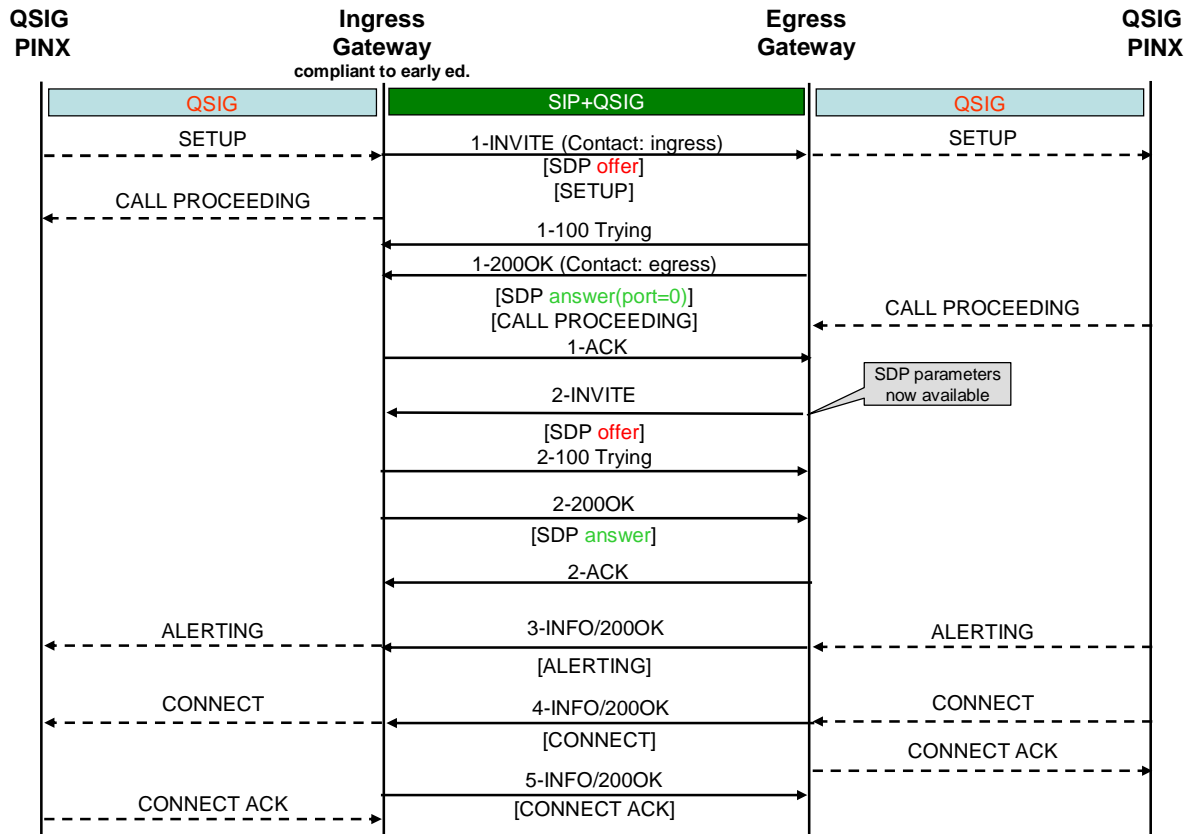 QSIG PINX
Ingress Gateway
compliant to early ed.
Egress Gateway
QSIG PINX
QSIG
SIP+QSIG
QSIG
SETUP
1-INVITE (Contact: ingress)
SETUP
[SDP offer]
[SETUP]
CALL PROCEEDING
1-100 Trying
1-200OK (Contact: egress)
[SDP answer(port=0)]
[CALL PROCEEDING]
CALL PROCEEDING
1-ACK
SDP parameters
now available
2-INVITE
[SDP offer]
2-100 Trying
2-200OK
[SDP answer]
2-ACK
ALERTING
3-INFO/200OK
ALERTING
[ALERTING]
CONNECT
4-INFO/200OK
CONNECT
[CONNECT]
CONNECT ACK
5-INFO/200OK
CONNECT ACK
[CONNECT ACK]